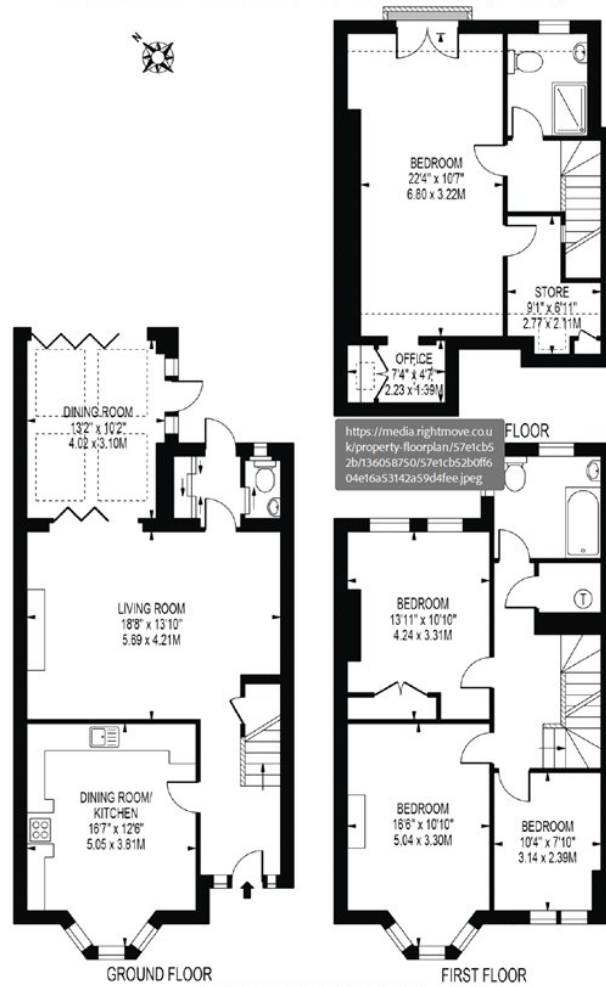 N
BEDROOM
22'4" x 10'7"
6.80 x 3.22M
STORE
9'1" x 6'11"
2.77 x 2.11M
OFFICE
7'4" x 4'7"
2.23 x 1.39M
FLOOR
https://media.rightmove.co.u
k/property-floorplan/57e1cb5
2b/136058750/57e1cb52b0ff6
04e16a53142a59d4fee.jpeg
DINING ROOM
13'2" x 10'2"
4.02 x 3.10M
LIVING ROOM
18'8" x 13'10"
5.69 x 4.21M
DINING ROOM/
KITCHEN
16'7" x 12'6"
5.05 x 3.81M
GROUND FLOOR
T
BEDROOM
13'11" x 10'10"
4.24 x 3.31M
BEDROOM
16'6" x 10'10"
5.04 x 3.30M
BEDROOM
10'4" x 7'10"
3.14 x 2.39M
FIRST FLOOR